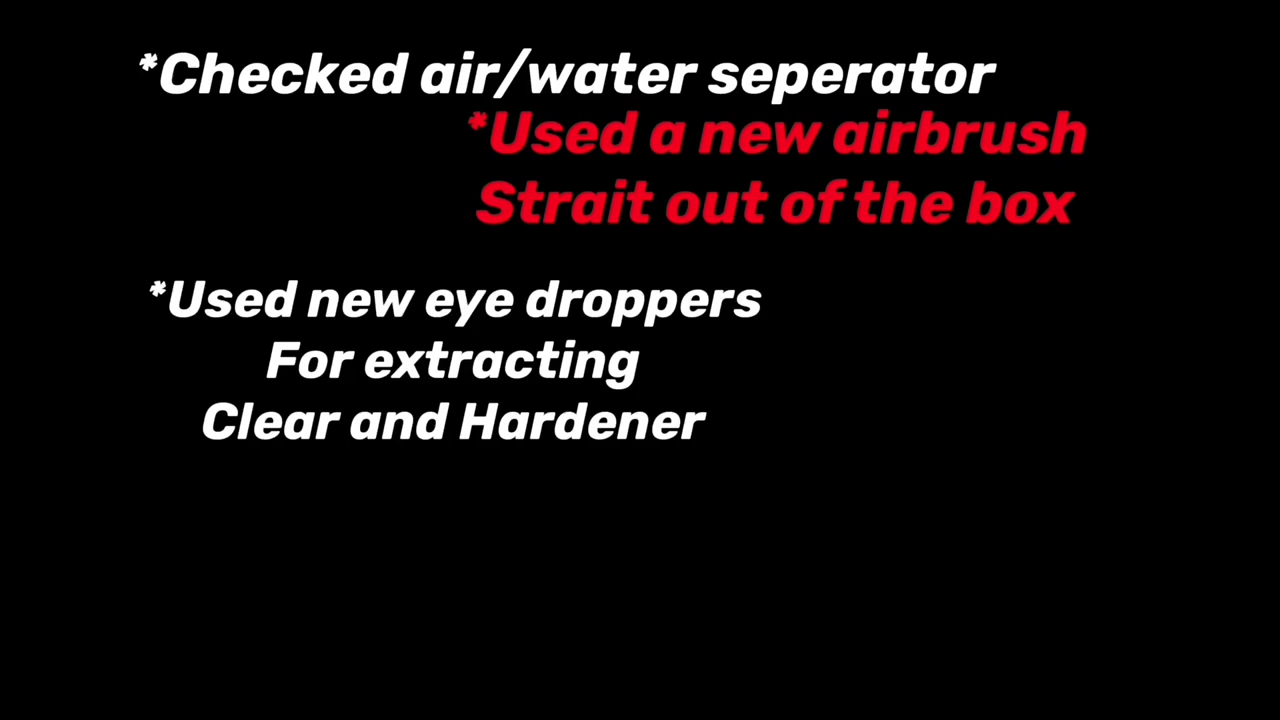 *Checked air/water seperator
*Used a new airbrush
Strait out of the box
*Used new eye droppers
For extracting
Clear and Hardener